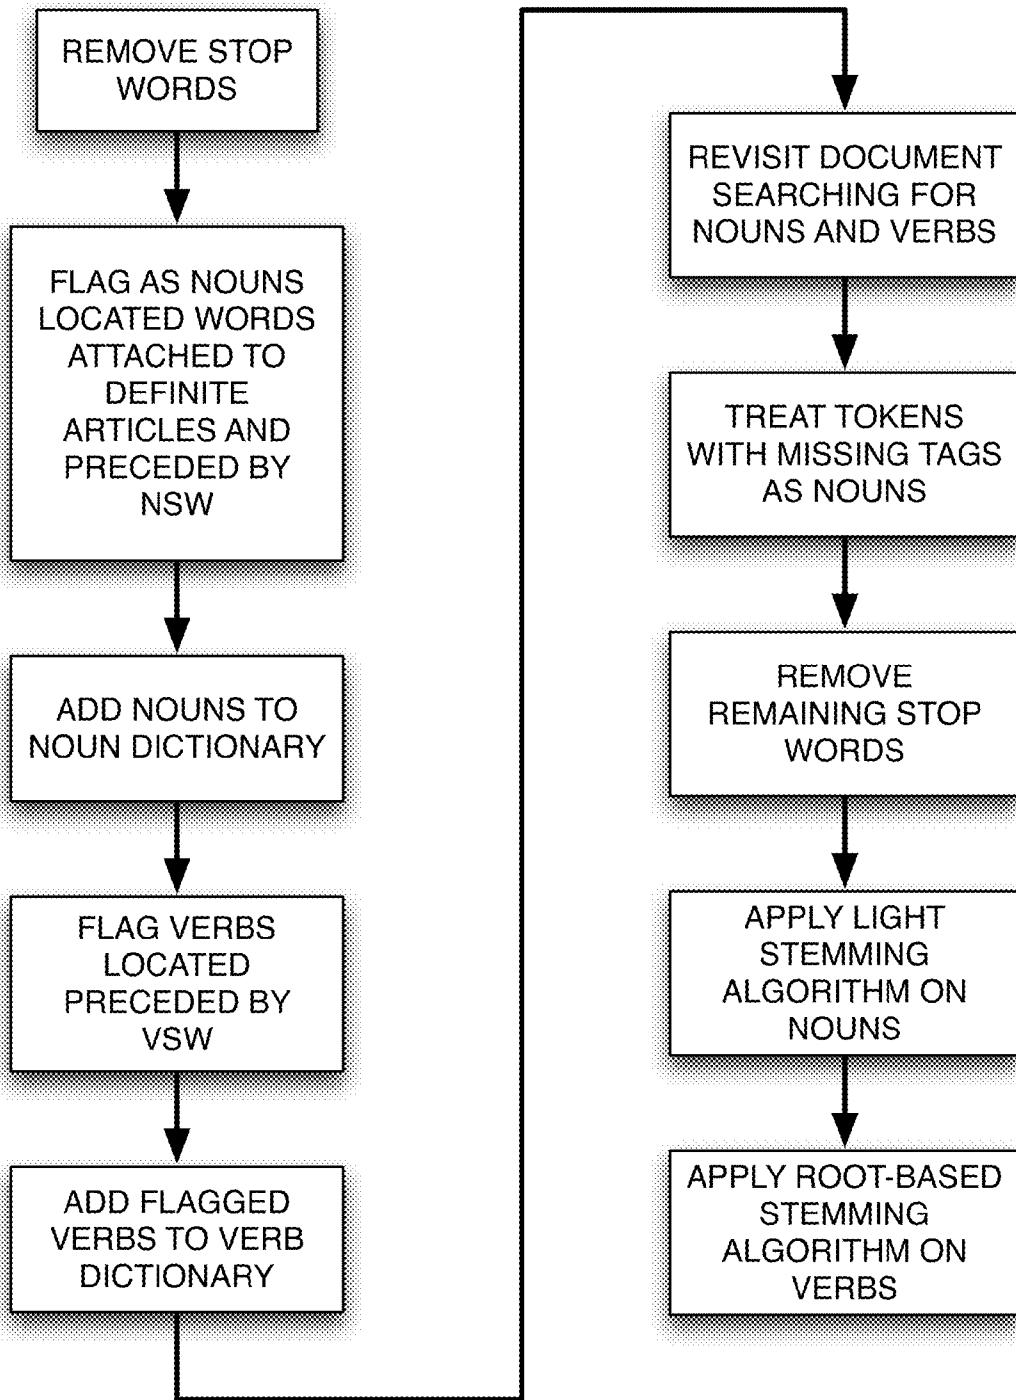 REMOVE STOP
WORDS
FLAG AS NOUNS
LOCATED WORDS
ATTACHED TO
DEFINITE
ARTICLES AND
PRECEDED BY
NSW
ADD NOUNS TO
NOUN DICTIONARY
FLAG VERBS
LOCATED
PRECEDED BY
VSW
ADD FLAGGED
VERBS TO VERB
DICTIONARY
REVISIT DOCUMENT
SEARCHING FOR
NOUNS AND VERBS
TREAT TOKENS
WITH MISSING TAGS
AS NOUNS
REMOVE
REMAINING STOP
WORDS
APPLY LIGHT
STEMMING
ALGORITHM ON
NOUNS
APPLY ROOT-BASED
STEMMING
ALGORITHM ON
VERBS